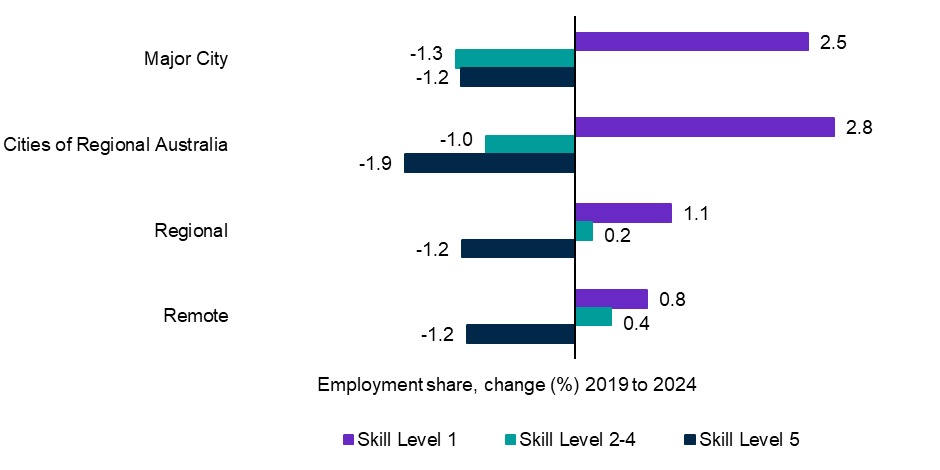 Major City
2.5
-1.3
-1.2
Cities of Regional Australia
2.8
-1.0
-1.9
Regional
1.1
0.2
-1.2
Remote
0.8
0.4
-1.2
Employment share, change (%) 2019 to 2024
Skill Level 1 Skill Level 2-4 Skill Level 5